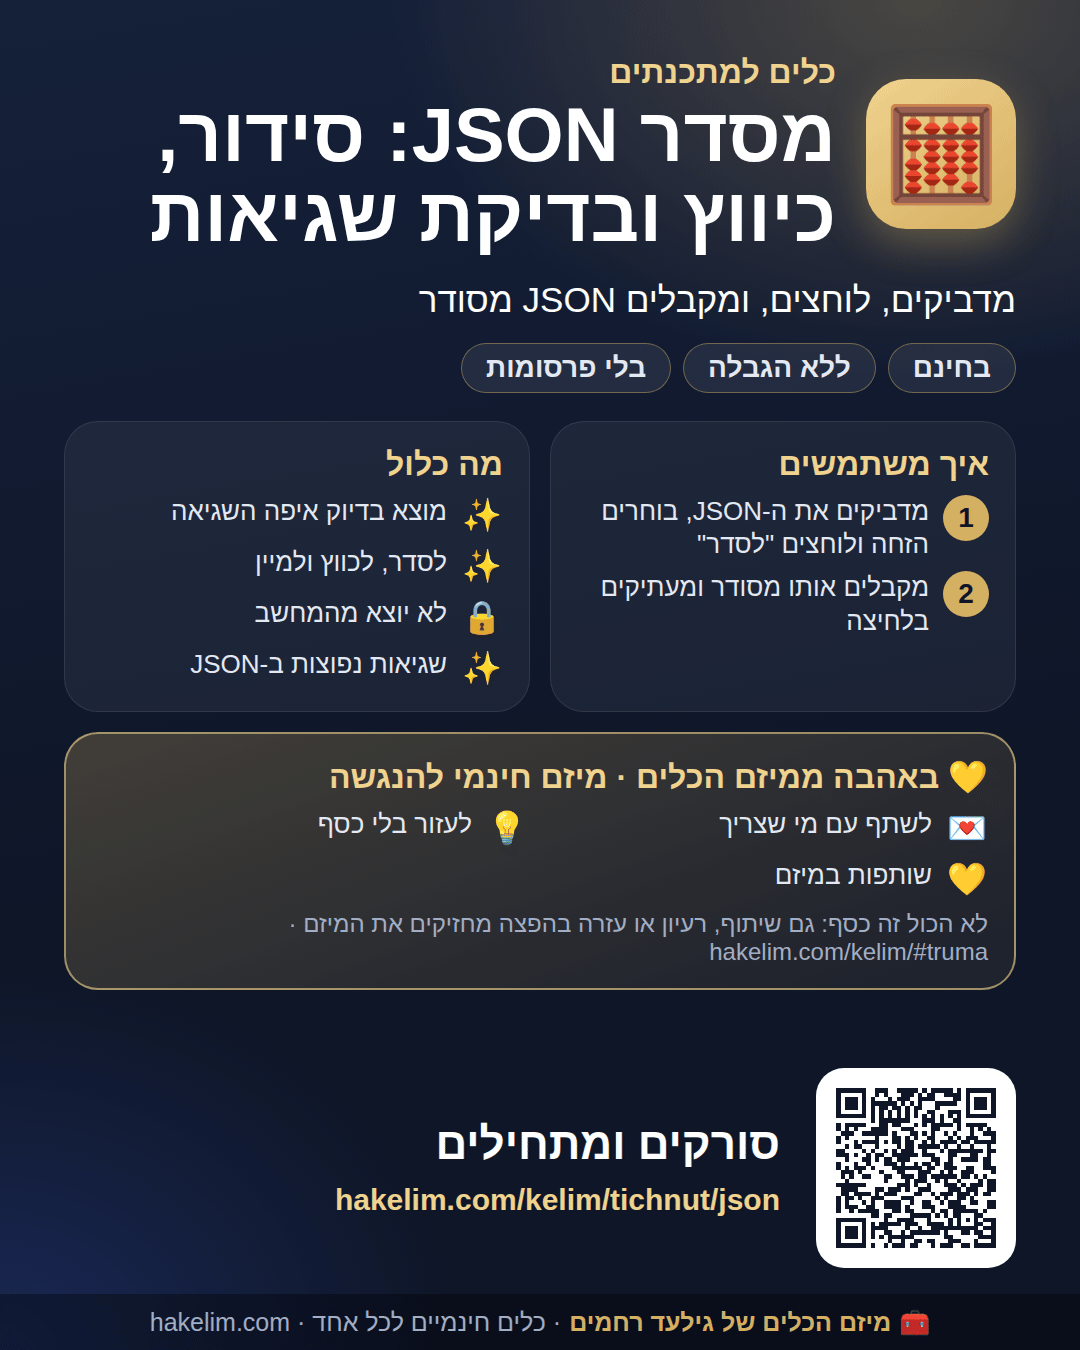 כלים למתכנתים
מסדר JSON: סידור,
כיווץ ובדיקת שגיאות
מדביקים, לוחצים, ומקבלים JSON מסודר
בחינם
ללא הגבלה
בלי פרסומות
איך משתמשים
1
מדביקים את ה-JSON, בוחרים
הזחה ולוחצים "לסדר"
2
מקבלים אותו מסודר ומעתיקים
בלחיצה
מה כלול
מוצא בדיוק איפה השגיאה
לסדר, לכווץ ולמיין
לא יוצא מהמחשב
שגיאות נפוצות ב-JSON
באהבה ממיזם הכלים · מיזם חינמי להנגשה
לשתף עם מי שצריך
לעזור בלי כסף
שותפות במיזם
לא הכול זה כסף: גם שיתוף, רעיון או עזרה בהפצה מחזיקים את המיזם ·
hakelim.com/kelim/#truma
סורקים ומתחילים
hakelim.com/kelim/tichnut/json
מיזם הכלים של גילעד רחמים · כלים חינמיים לכל אחד · hakelim.com